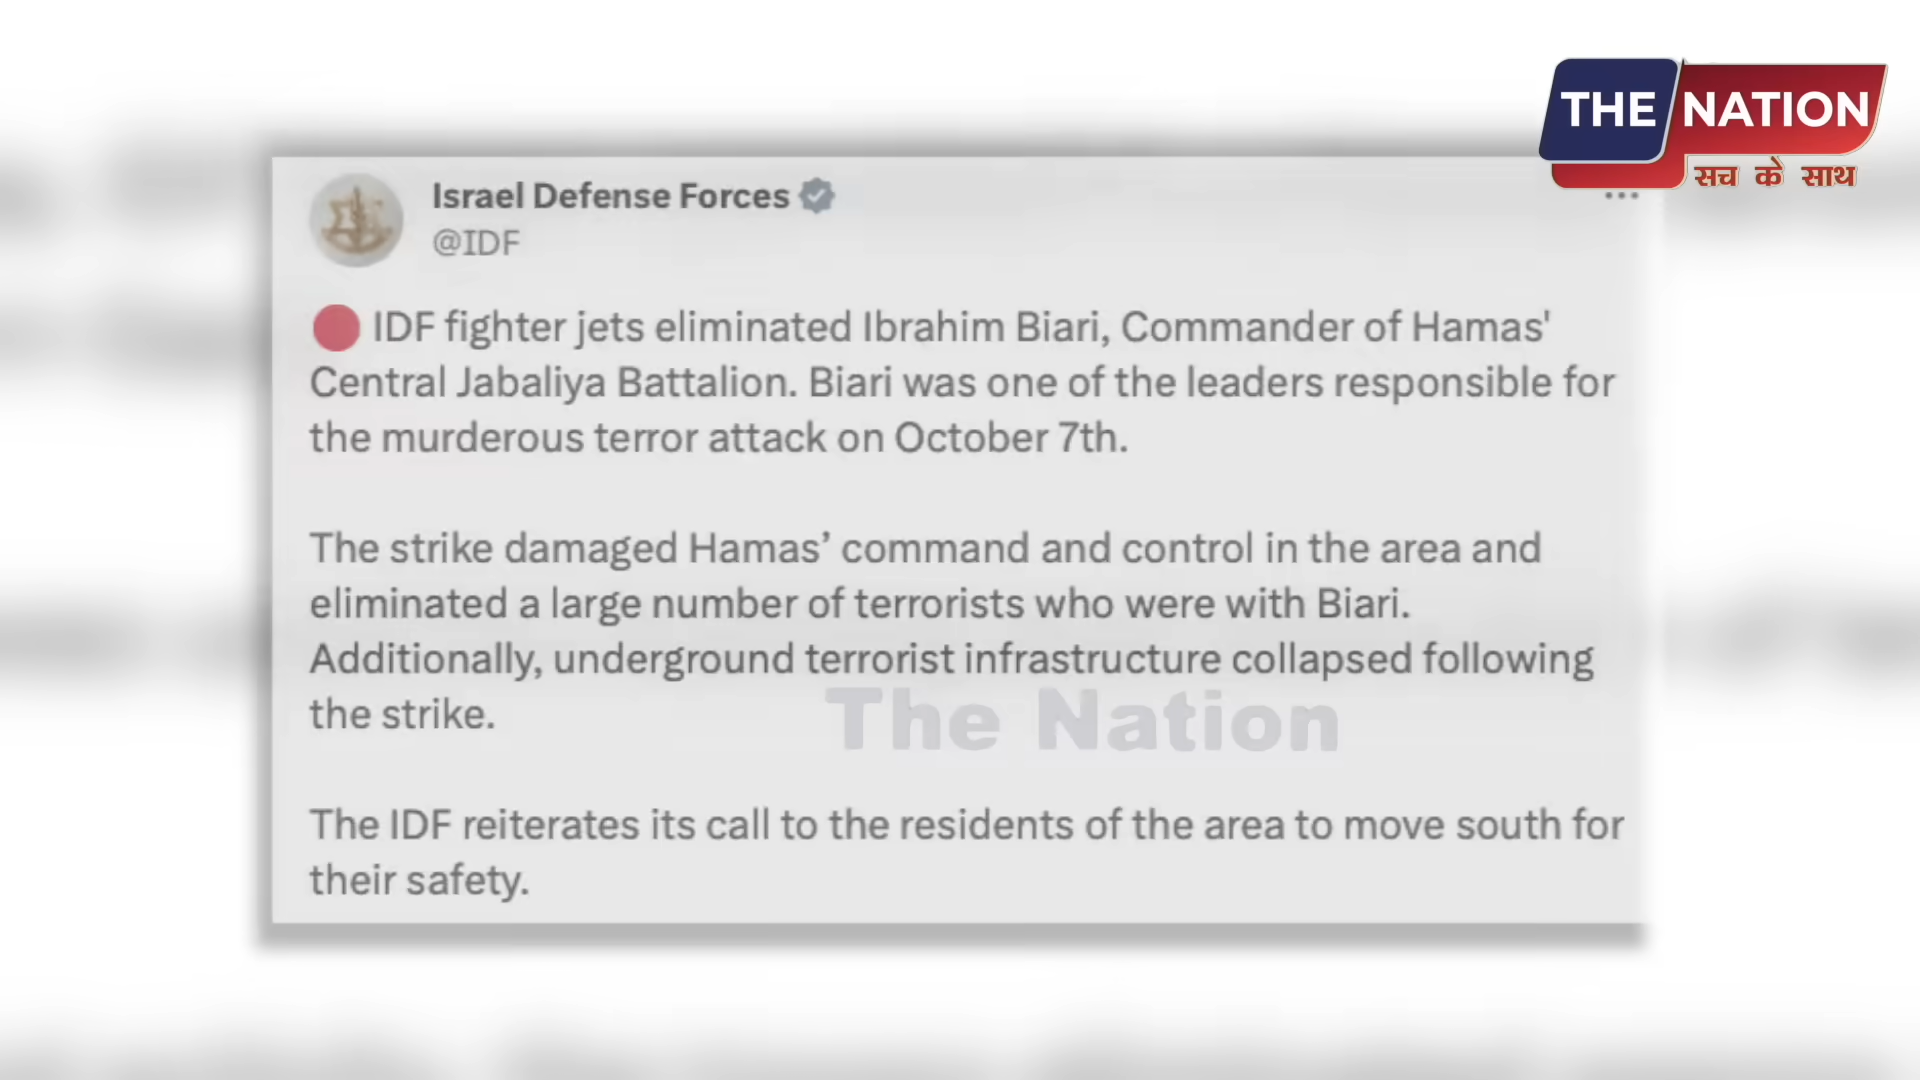 THE NATION
सच के साथ
Israel Defense Forces
@IDF
IDF fighter jets eliminated Ibrahim Biari, Commander of Hamas'
Central Jabaliya Battalion. Biari was one of the leaders responsible for
the murderous terror attack on October 7th.
The strike damaged Hamas’ command and control in the area and
eliminated a large number of terrorists who were with Biari.
Additionally, underground terrorist infrastructure collapsed following
the strike.
The Nation
The IDF reiterates its call to the residents of the area to move south for
their safety.